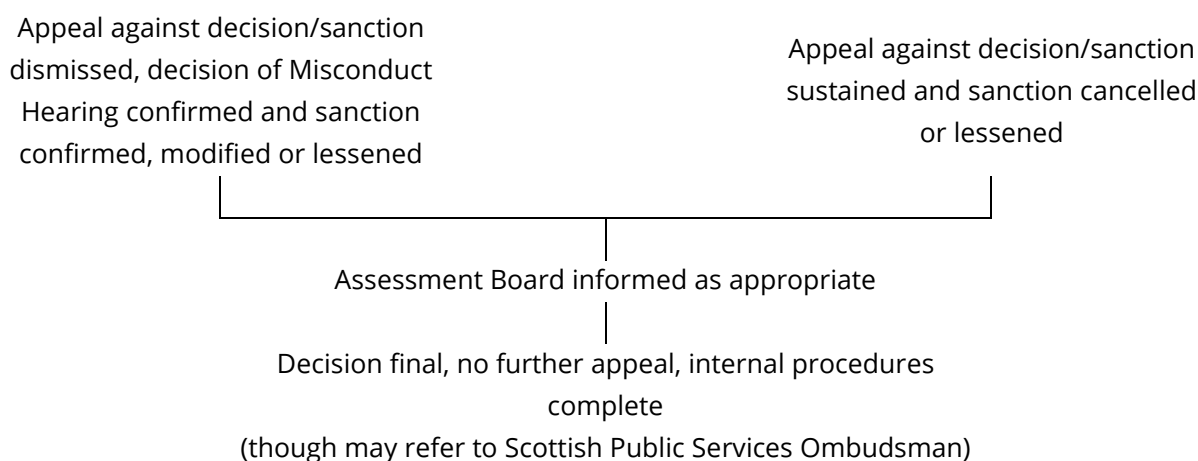 Appeal against decision/sanction
dismissed, decision of Misconduct
Hearing confirmed and sanction
confirmed, modified or lessened
Appeal against decision/sanction
sustained and sanction cancelled
or lessened
Assessment Board informed as appropriate
Decision final, no further appeal, internal procedures
complete
(though may refer to Scottish Public Services Ombudsman)